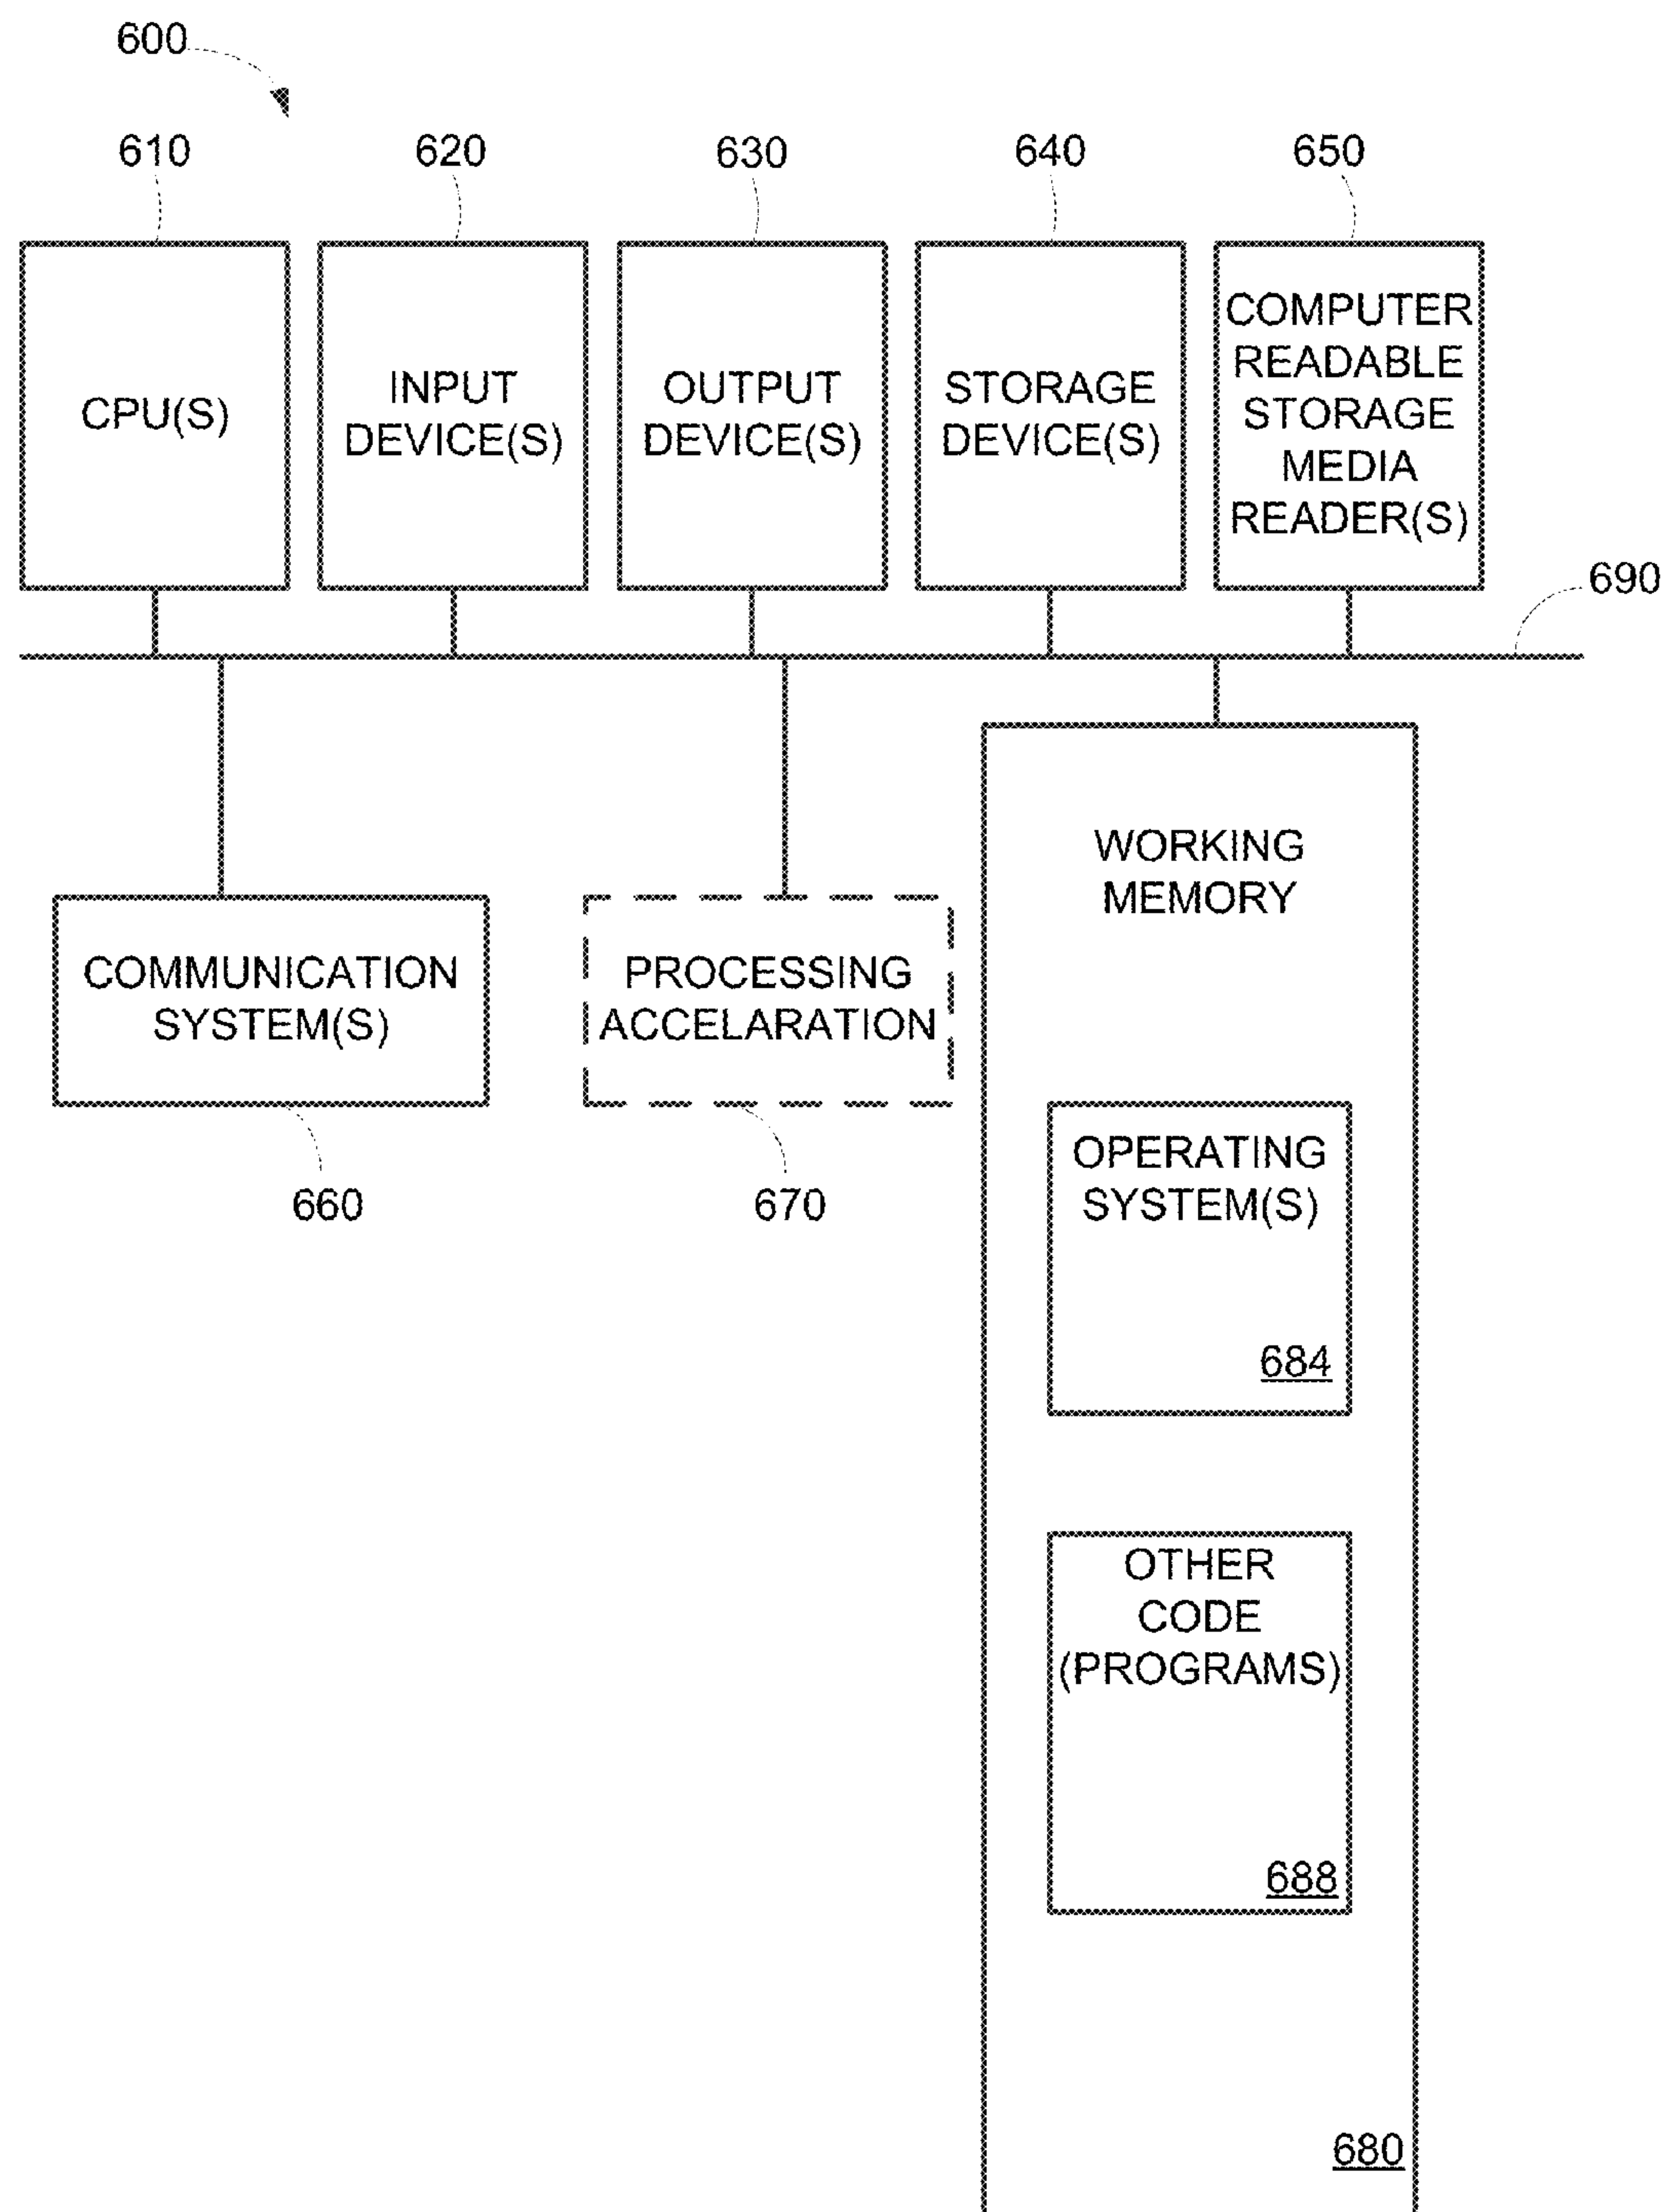 600
610
620
630
640
650
CPU(S)
INPUT
DEVICE(S)
OUTPUT
DEVICE(S)
STORAGE
DEVICE(S)
COMPUTER
READABLE
STORAGE
MEDIA
READER(S)
690
COMMUNICATION
SYSTEM(S)
660
PROCESSING
ACCELARATION
670
WORKING
MEMORY
OPERATING
SYSTEM(S)
684
OTHER
CODE
(PROGRAMS)
688
680